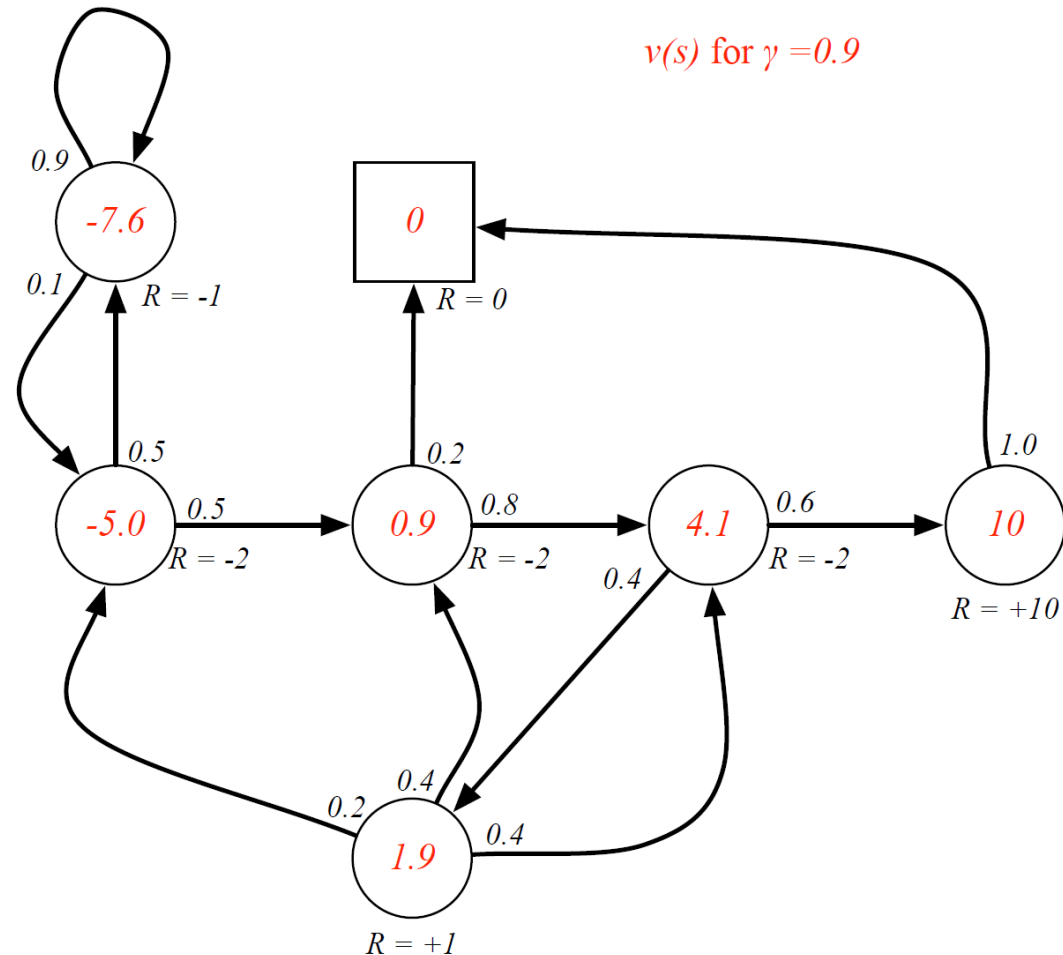 v(s) for γ =0.9
0.9
-7.6
0
0.1
R = -1
R = 0
0.5
0.2
1.0
-5.0
0.5
0.9
0.8
4.1
0.6
10
R = -2
R = -2
0.4
R = -2
R = +10
0.4
0.2
1.9
0.4
R = +1